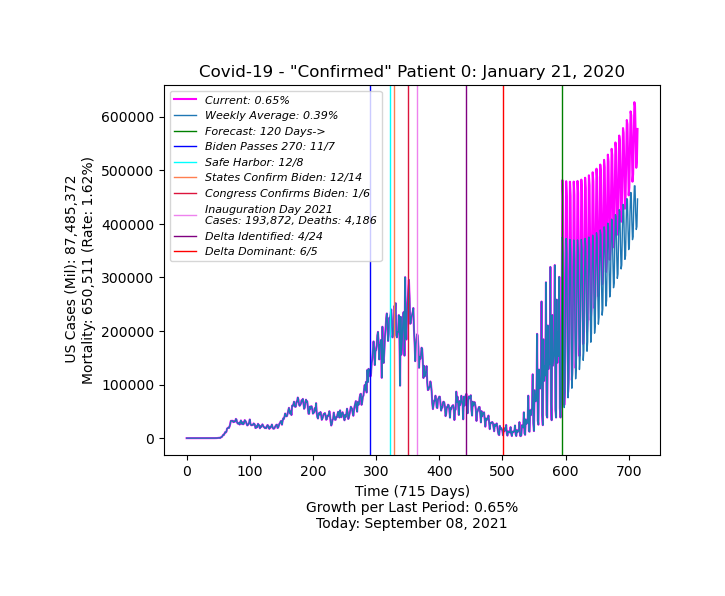 Covid-19 - "Confirmed" Patient 0: January 21, 2020
US Cases (Mil): 87,485,372
Mortality: 650,511 (Rate: 1.62%)
600000
500000
400000
300000
200000
100000
0
Current: 0.65%
Weekly Average: 0.39%
Forecast: 120 Days->
Biden Passes 270: 11/7
Safe Harbor: 12/8
States Confirm Biden: 12/14
Congress Confirms Biden: 1/6
Inauguration Day 2021
Cases: 193,872, Deaths: 4,186
Delta Identified: 4/24
Delta Dominant: 6/5
0 100 200 300 400 500 600 700
Time (715 Days)
Growth per Last Period: 0.65%
Today: September 08, 2021